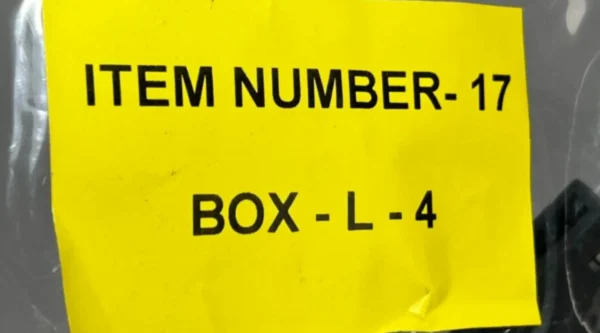 ITEM NUMBER- 17
BOX - L - 4